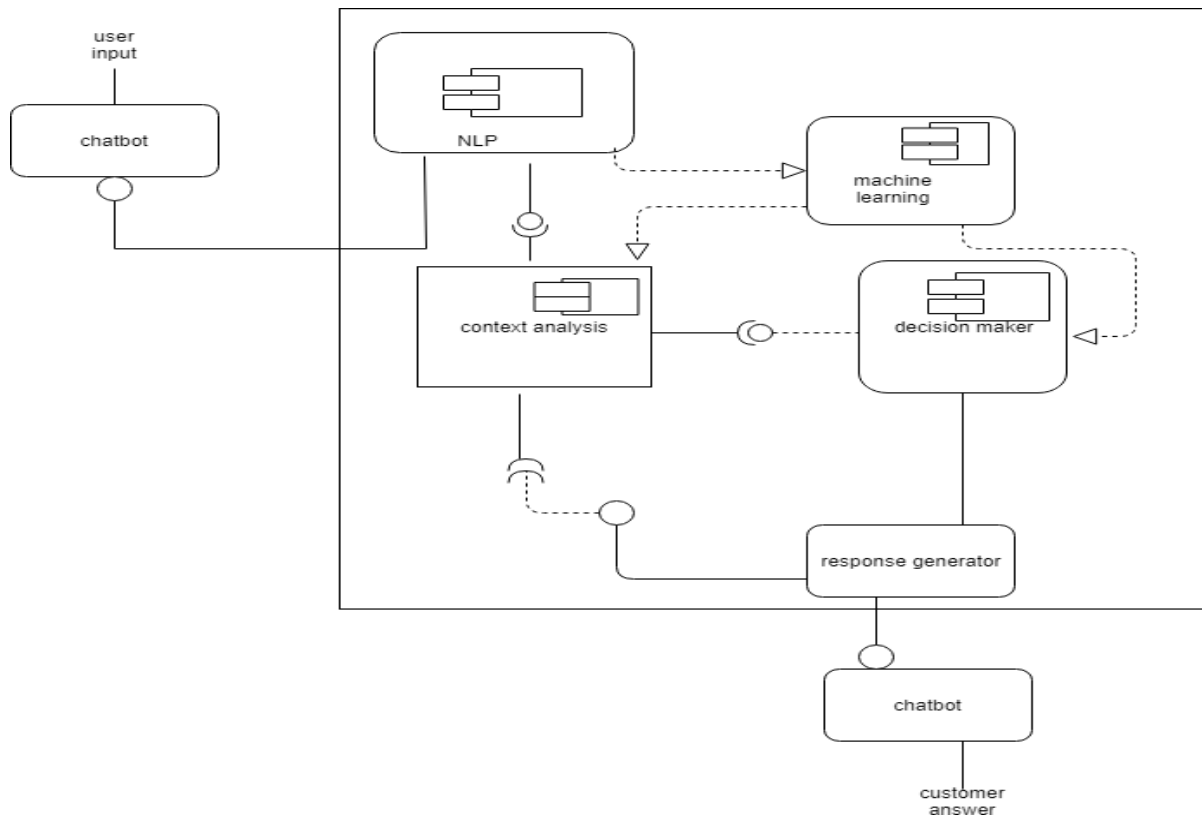 user
input
chatbot
NLP
machine
learning
context analysis
decision maker
response generator
chatbot
customer
answer